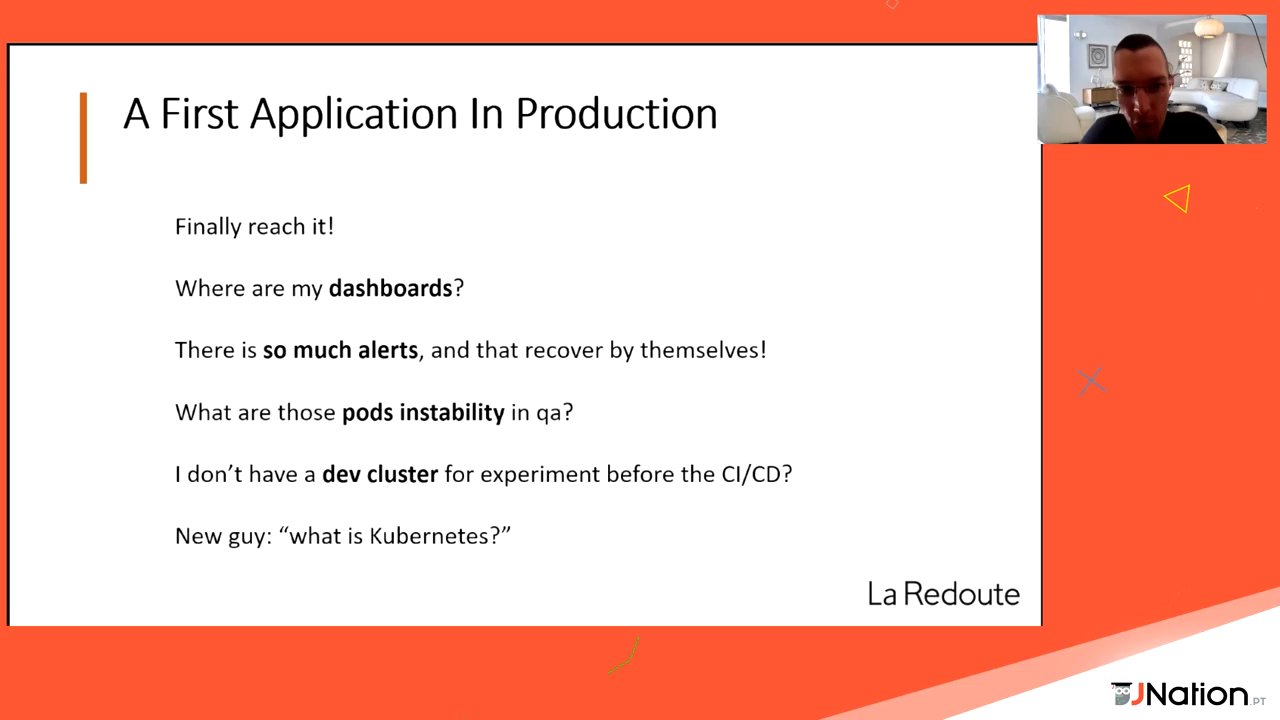 A First Application In Production
Finally reach it!
Where are my dashboards?
There is so much alerts, and that recover by themselves!
What are those pods instability in qa?
I don’t have a dev cluster for experiment before the CI/CD?
New guy: “what is Kubernetes?”
La Redoute
JNation.PT